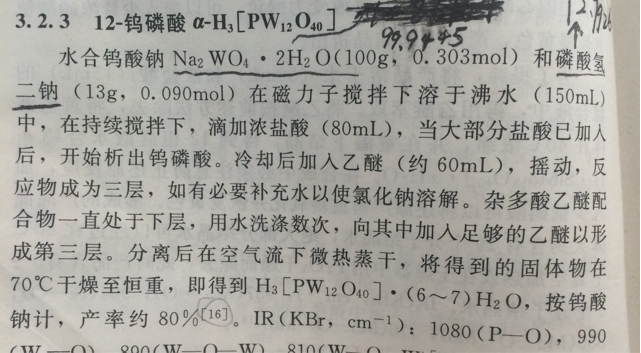 3.2.3 12-钨磷酸 α-H₃[PW₁₂O₄₀]
99.9445
水合钨酸钠 Na₂WO₄·2H₂O(100g, 0.303mol) 和磷酸氢
二钠 (13g, 0.090mol) 在磁力子搅拌下溶于沸水 (150mL)
中，在持续搅拌下，滴加浓盐酸 (80mL)，当大部分盐酸已加入
后，开始析出钨磷酸。冷却后加入乙醚 (约 60mL)，摇动，反
应物成为三层，如有必要补充水以使氯化钠溶解。杂多酸乙醚配
合物一直处于下层，用水洗涤数次，向其中加入足够的乙醚以形
成第三层。分离后在空气流下微热蒸干，将得到的固体物在
70℃干燥至恒重，即得到 H₃[PW₁₂O₄₀]·(6～7)H₂O，按钨酸
钠计，产率约 80%[16]。IR(KBr, cm⁻¹)：1080(P—O)，990
(W—O)，890(W—O—W)，810(W—O